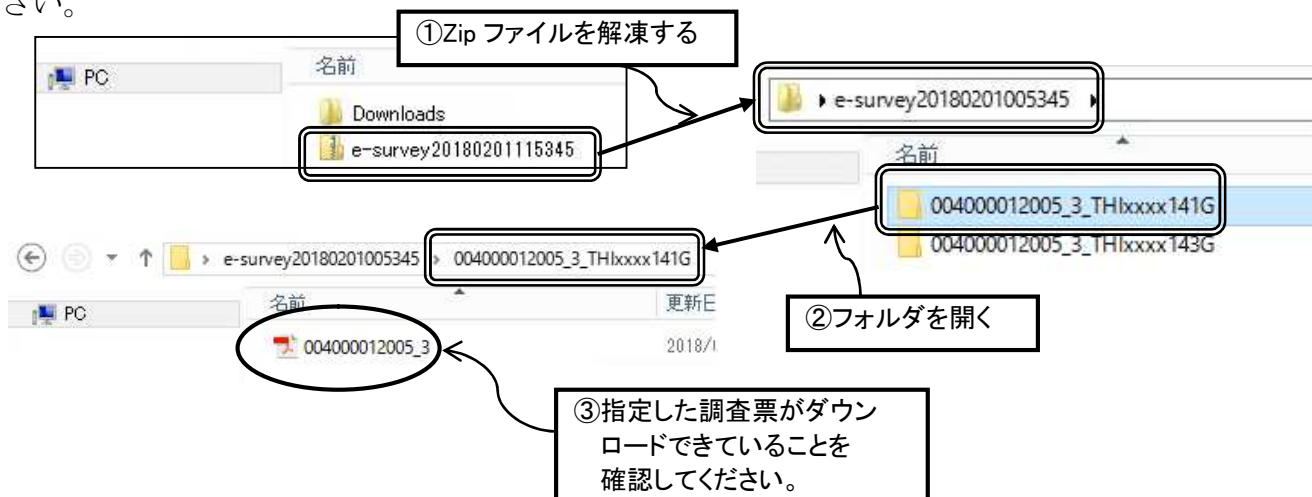 さい。
①Zip ファイルを解凍する
PC
名前
Downloads
e-survey20180201115345
e-survey20180201005345
名前
004000012005_3_THIxxxx141G
004000012005_3_THIxxxx143G
e-survey20180201005345 › 004000012005_3_THIxxxx141G
PC
名前
更新日
004000012005_3
2018/
②フォルダを開く
③指定した調査票がダウン
ロードできていることを
確認してください。